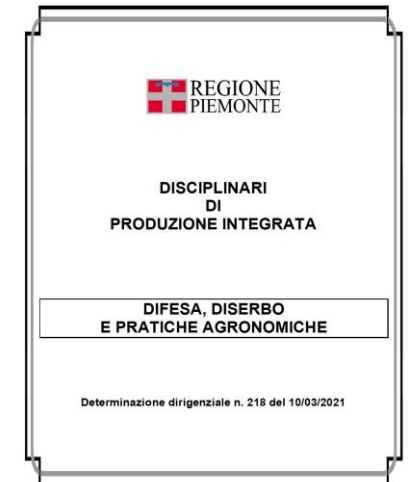 REGIONE
PIEMONTE
DISCIPLINARI
DI
PRODUZIONE INTEGRATA
DIFESA, DISERBO
E PRATICHE AGRONOMICHE
Determinazione dirigenziale n. 218 del 10/03/2021